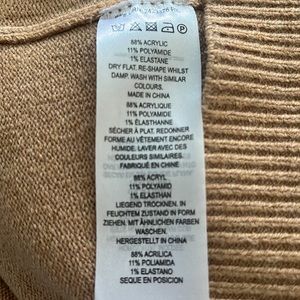 88% ACRYLIC
11% POLYAMIDE
1% ELASTANE
DRY FLAT. RE-SHAPE WHILST
DAMP. WASH WITH SIMILAR
COLOURS.
MADE IN CHINA
88% ACRYLIQUE
11% POLYAMIDE
1% ÉLASTHANNE
SÉCHER À PLAT. REDONNER
FORME AU VÊTEMENT ENCORE
HUMIDE. LAVER AVEC DES
COULEURS SIMILAIRES.
FABRIQUÉ EN CHINE
88% ACRYL
11% POLYAMID
1% ELASTHAN
LIEGEND TROCKNEN. IN
FEUCHTEM ZUSTAND IN FORM
ZIEHEN. MIT ÄHNLICHEN FARBEN
WASCHEN.
HERGESTELLT IN CHINA
88% ACRILICA
11% POLIAMIDA
1% ELASTANO
SEQUE EN POSICION